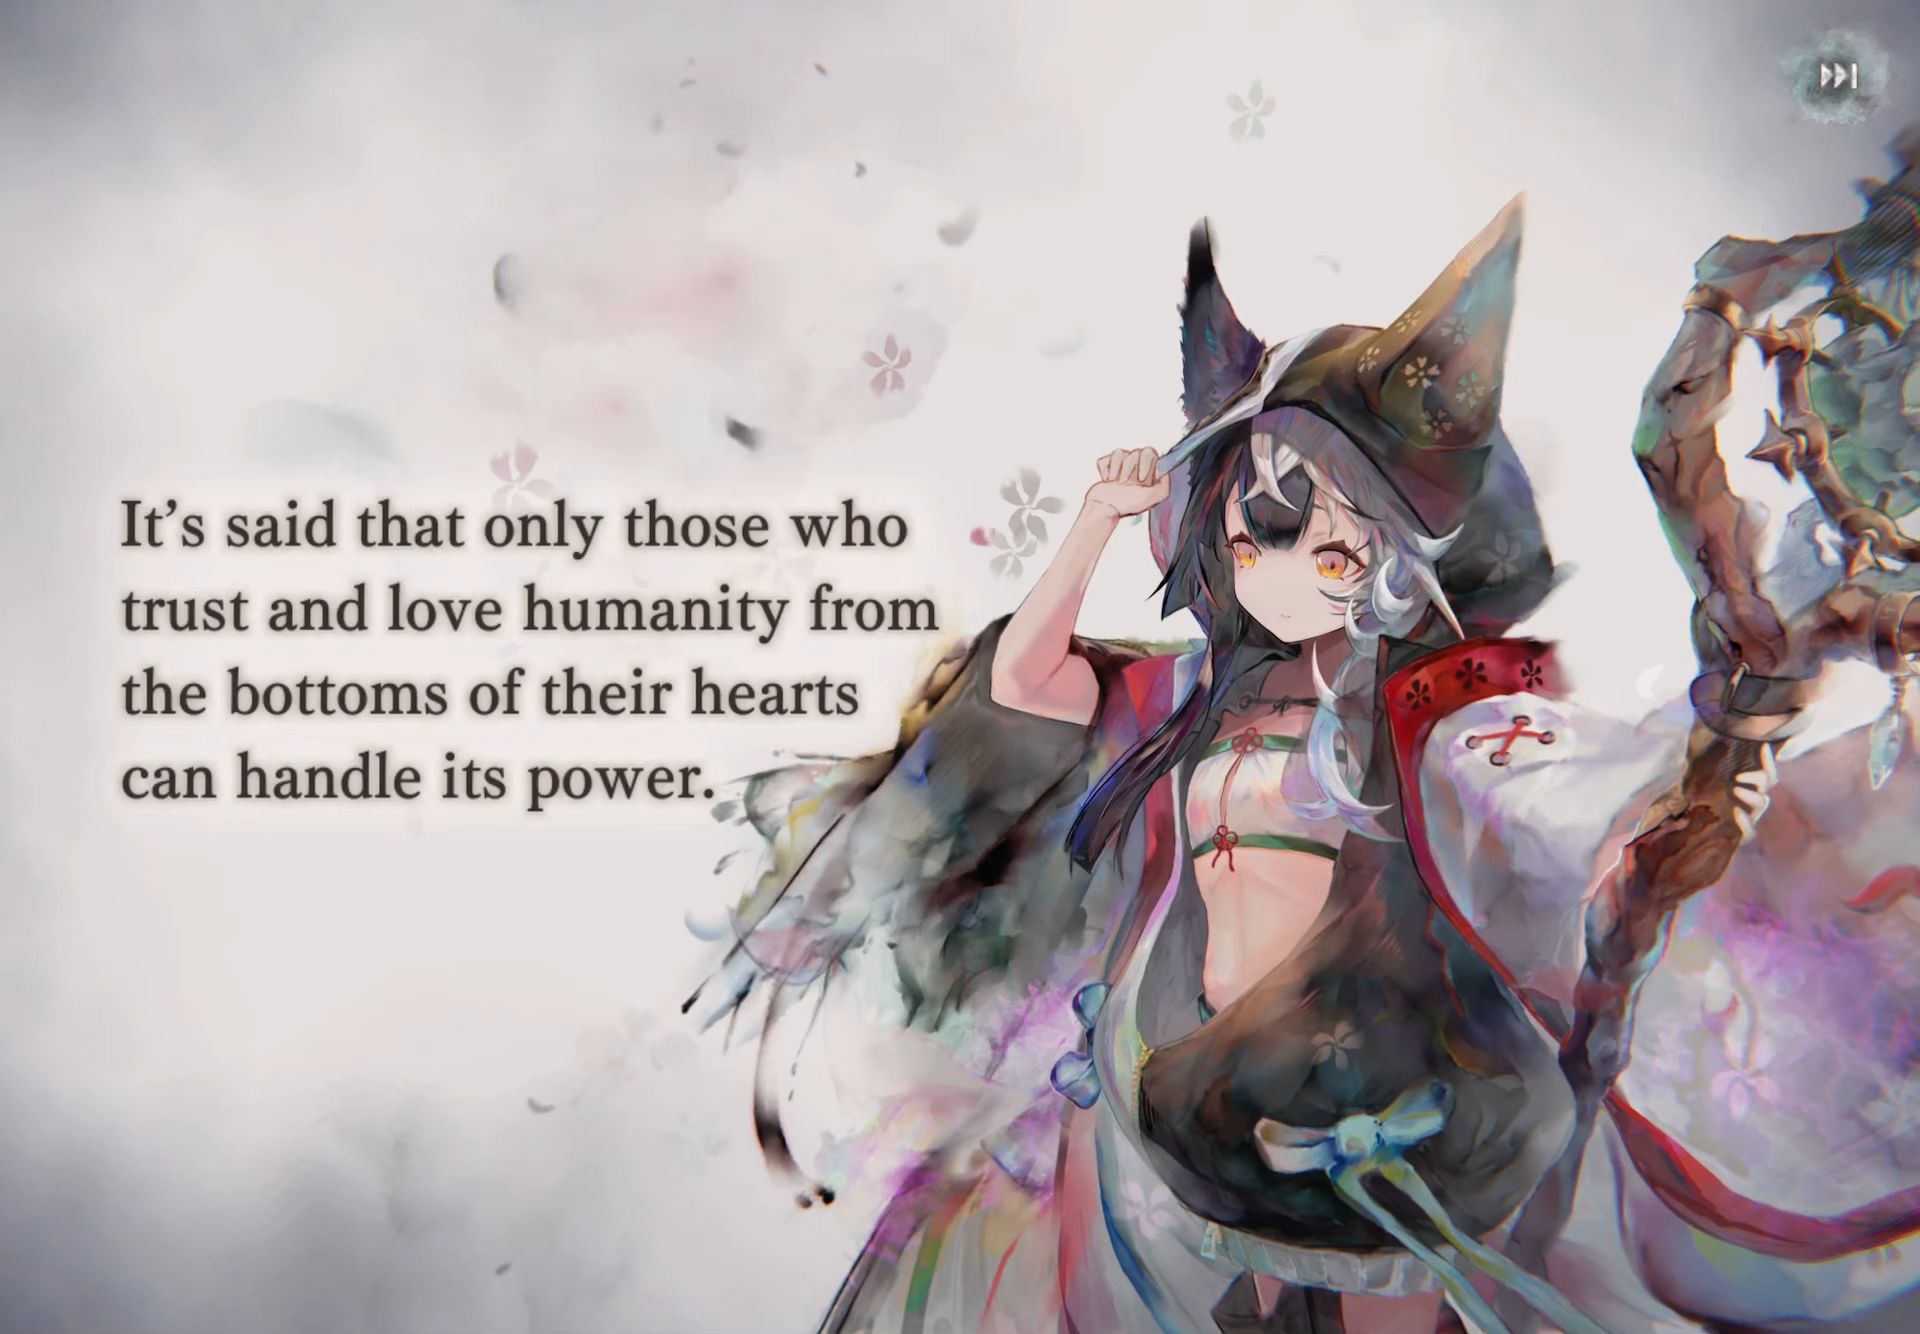 It’s said that only those who
trust and love humanity from
the bottoms of their hearts
can handle its power.